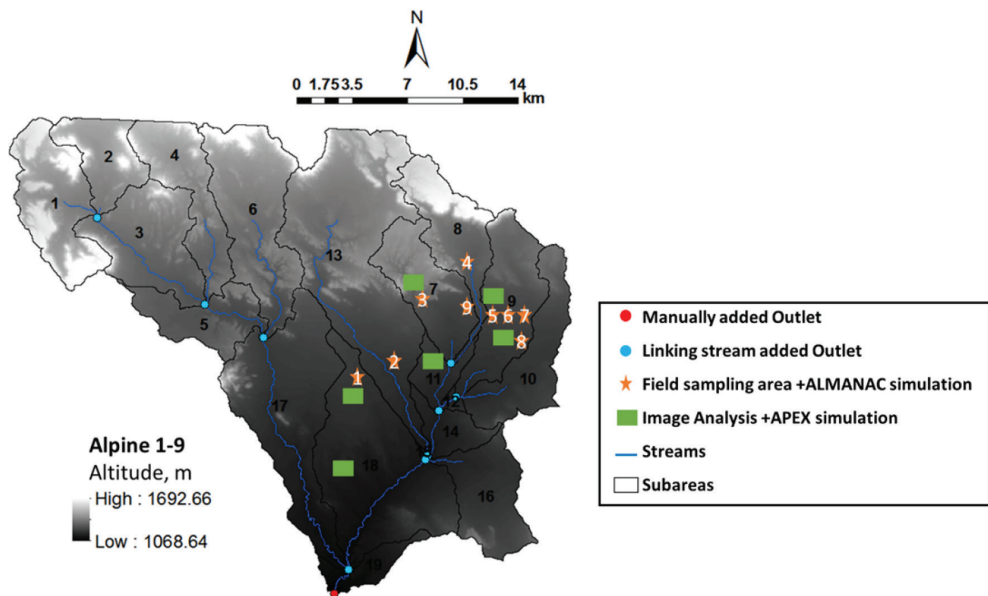 N
0 1.75 3.5 7 10.5 14
km
2
4
1
6
3
8
13
4
7
9
3
9
5 6 7
5
8
2
11
1
10
12
17
14
18
16
19
Alpine 1-9
Altitude, m
High : 1692.66
Low : 1068.64
Manually added Outlet
Linking stream added Outlet
Field sampling area +ALMANAC simulation
Image Analysis +APEX simulation
Streams
Subareas